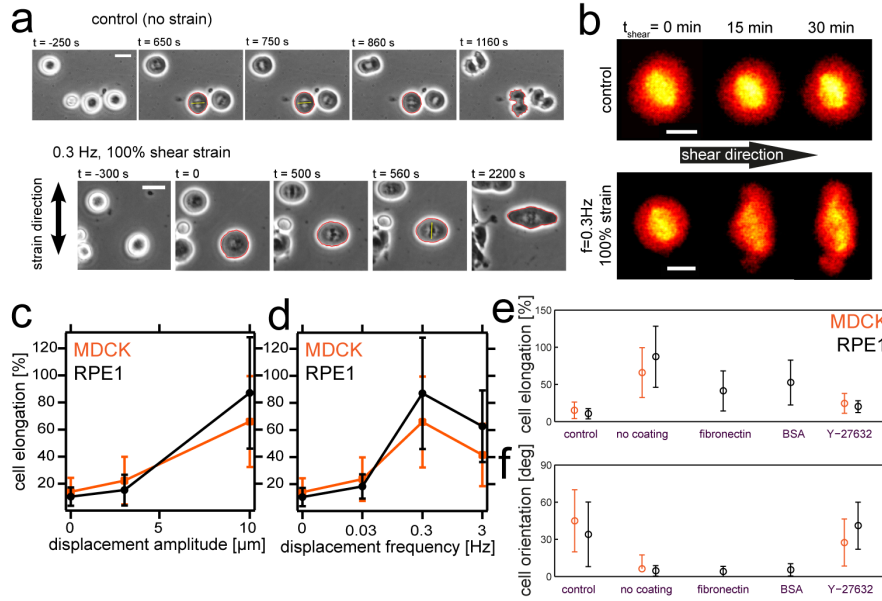 a
control (no strain)
t = -250 s
t = 650 s
t = 750 s
t = 860 s
t = 1160 s
0.3 Hz, 100% shear strain
strain direction
t = -300 s
t = 0
t = 500 s
t = 560 s
t = 2200 s
b
tshear = 0 min 15 min 30 min
control
shear direction
f=0.3Hz
100% strain
c
cell elongation [%]
120
100
80
60
40
20
MDCK
RPE1
0 5 10
displacement amplitude [µm]
d
120
100
80
60
40
20
MDCK
RPE1
0 0.03 0.3 3
displacement frequency [Hz]
e
cell elongation [%]
150
100
50
0
MDCK
RPE1
control no coating fibronectin BSA Y-27632
f
cell orientation [deg]
90
60
30
0
control no coating fibronectin BSA Y-27632